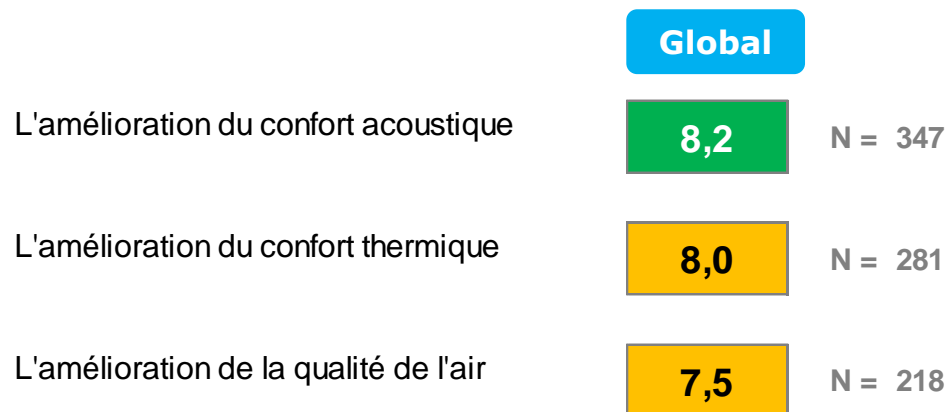 Global
L'amélioration du confort acoustique 8,2 N = 347
L'amélioration du confort thermique 8,0 N = 281
L'amélioration de la qualité de l'air 7,5 N = 218